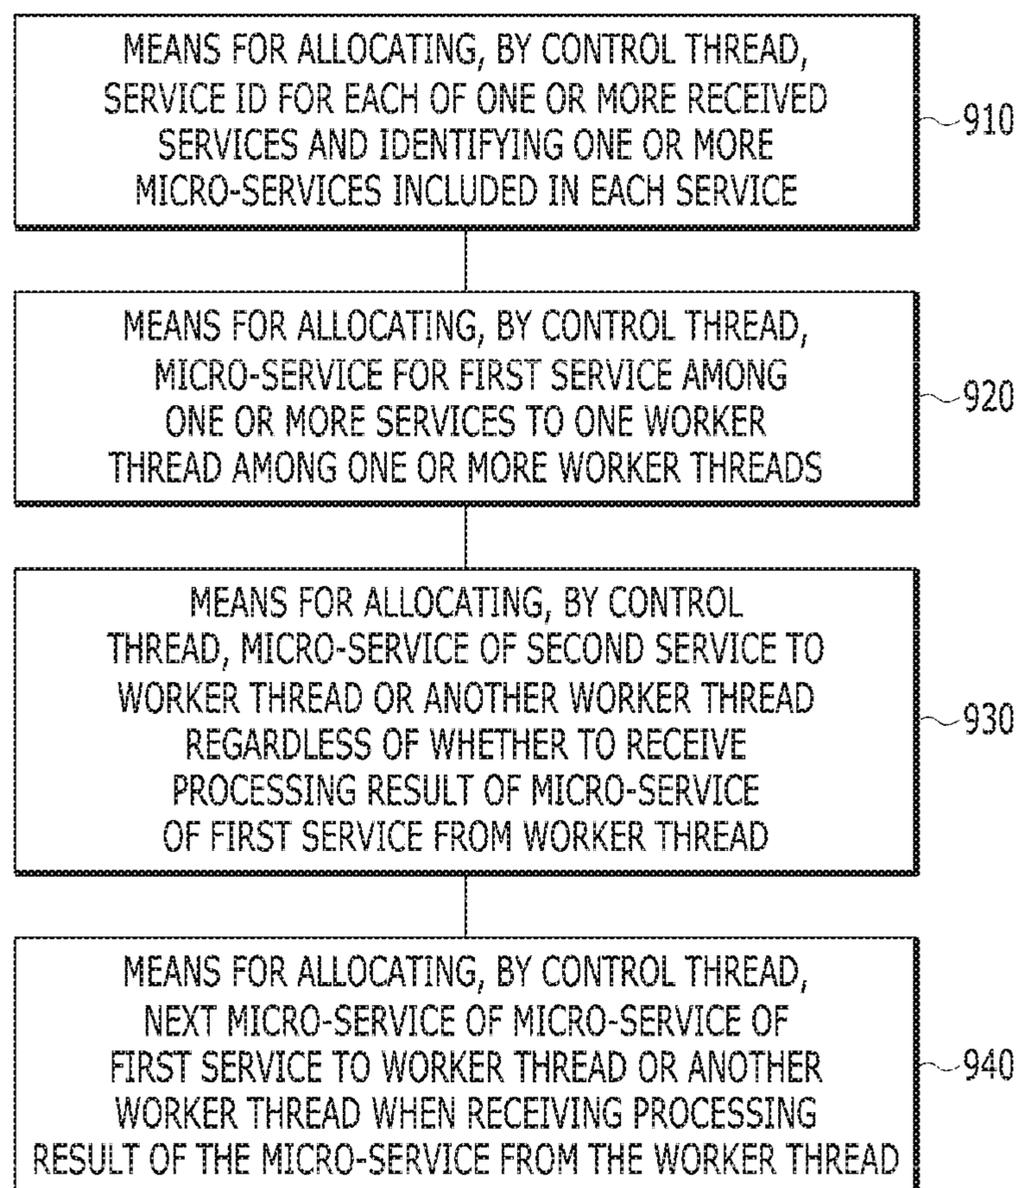 MEANS FOR ALLOCATING, BY CONTROL THREAD,
SERVICE ID FOR EACH OF ONE OR MORE RECEIVED
SERVICES AND IDENTIFYING ONE OR MORE
MICRO-SERVICES INCLUDED IN EACH SERVICE
910
MEANS FOR ALLOCATING, BY CONTROL THREAD,
MICRO-SERVICE FOR FIRST SERVICE AMONG
ONE OR MORE SERVICES TO ONE WORKER
THREAD AMONG ONE OR MORE WORKER THREADS
920
MEANS FOR ALLOCATING, BY CONTROL
THREAD, MICRO-SERVICE OF SECOND SERVICE TO
WORKER THREAD OR ANOTHER WORKER THREAD
REGARDLESS OF WHETHER TO RECEIVE
PROCESSING RESULT OF MICRO-SERVICE
OF FIRST SERVICE FROM WORKER THREAD
930
MEANS FOR ALLOCATING, BY CONTROL THREAD,
NEXT MICRO-SERVICE OF MICRO-SERVICE OF
FIRST SERVICE TO WORKER THREAD OR ANOTHER
WORKER THREAD WHEN RECEIVING PROCESSING
RESULT OF THE MICRO-SERVICE FROM THE WORKER THREAD
940